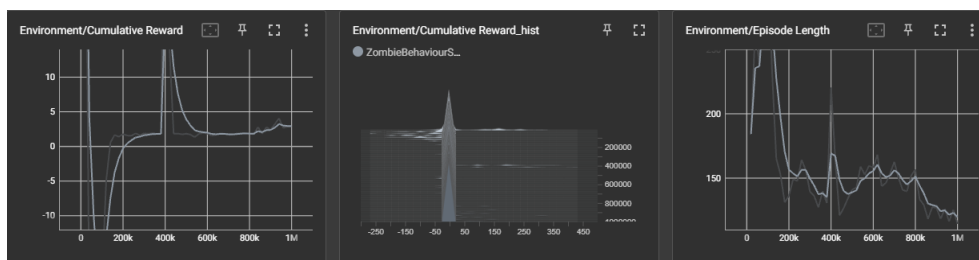 Environment/Cumulative Reward
10
5
0
-5
-10
0 200k 400k 600k 800k 1M
Environment/Cumulative Reward_hist
ZombieBehaviourS...
200000
400000
600000
800000
-250 -150 -50 50 150 250 350 450
Environment/Episode Length
200
150
0 200k 400k 600k 800k 1M